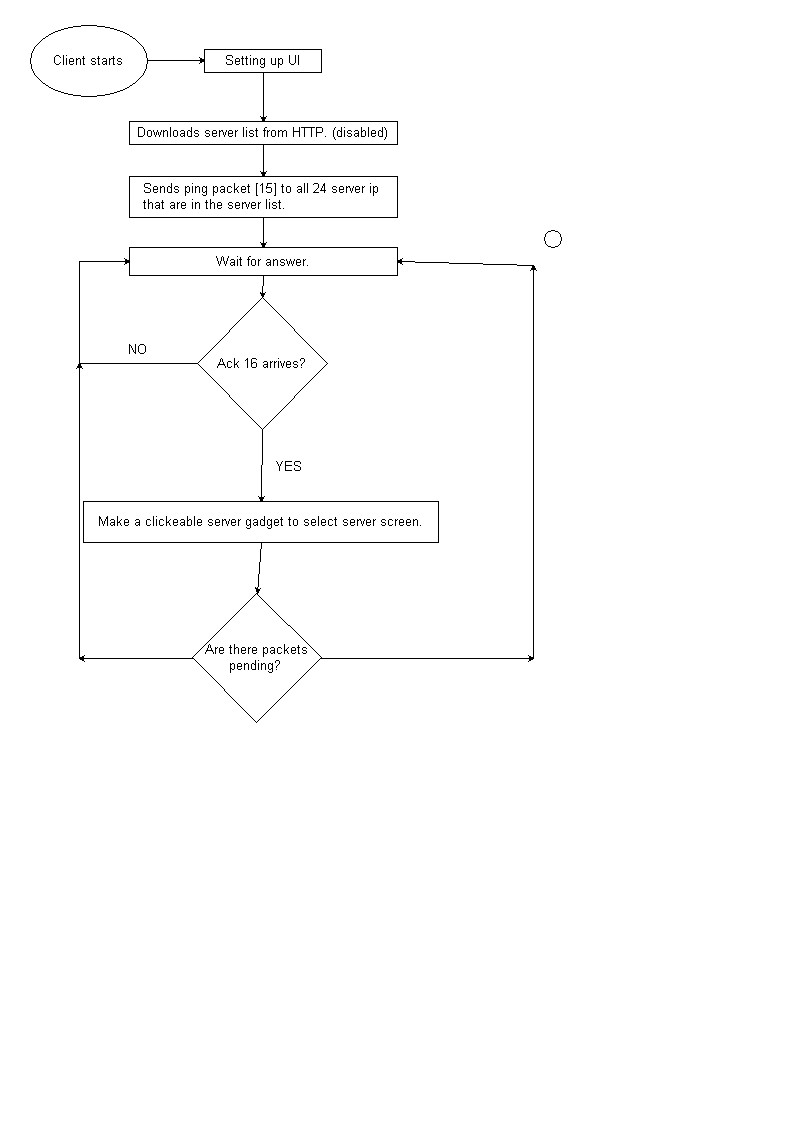 Client starts
Setting up UI
Downloads server list from HTTP. (disabled)
Sends ping packet [15] to all 24 server ip
that are in the server list.
Wait for answer.
NO
Ack 16 arrives?
YES
Make a clickeable server gadget to select server screen.
Are there packets
pending?